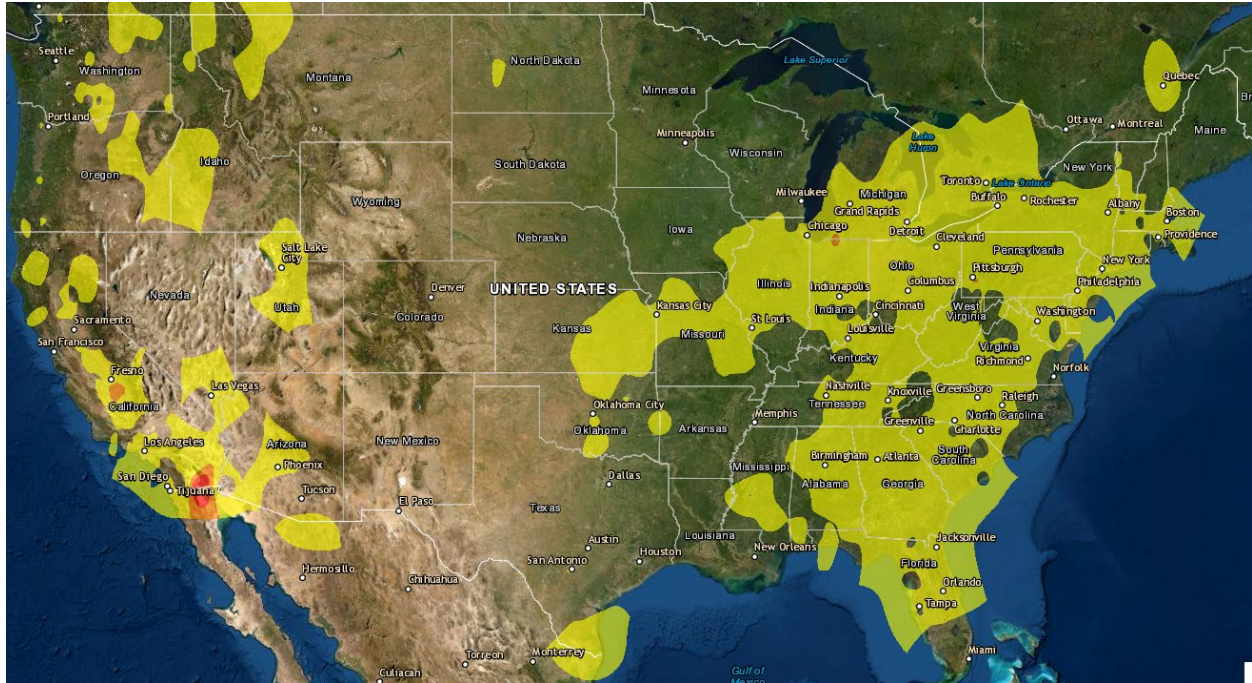 Seattle
Washington
Montana
North Dakota
Minnesota
Lake Superior
Quebec
Portland
Oregon
Idaho
South Dakota
Minneapolis
Wisconsin
Lake
Huron
Ottawa
Montreal
Maine
Br
Wyoming
Milwaukee
Michigan
Grand Rapids
Toronto
Lake Ontario
Buffalo
Rochester
New York
Albany
Boston
Providence
Salt Lake
City
Nebraska
Iowa
Chicago
Detroit
Cleveland
Pennsylvania
New York
Nevada
Utah
Denver
Colorado
UNITED STATES
Kansas City
Illinois
Indianapolis
Indiana
Ohio
Columbus
Pittsburgh
Philadelphia
Sacramento
San Francisco
Kansas
Missouri
St Louis
Cincinnati
Louisville
Kentucky
West
Virginia
Washington
Virginia
Richmond
Norfolk
Fresno
California
Las Vegas
Oklahoma City
Oklahoma
Arkansas
Memphis
Nashville
Tennessee
Knoxville
Greensboro
Raleigh
North Carolina
Greenville
Charlotte
Los Angeles
Arizona
New Mexico
Phoenix
San Diego
Tijuana
Tucson
El Paso
Texas
Dallas
Mississippi
Birmingham
Alabama
Atlanta
Georgia
South
Carolina
Hermosillo
Chihuahua
Austin
San Antonio
Houston
Louisiana
New Orleans
Jacksonville
Florida
Orlando
Tampa
Miami
Culiacan
Torreon
Monterrey
Gulf of
Mexico